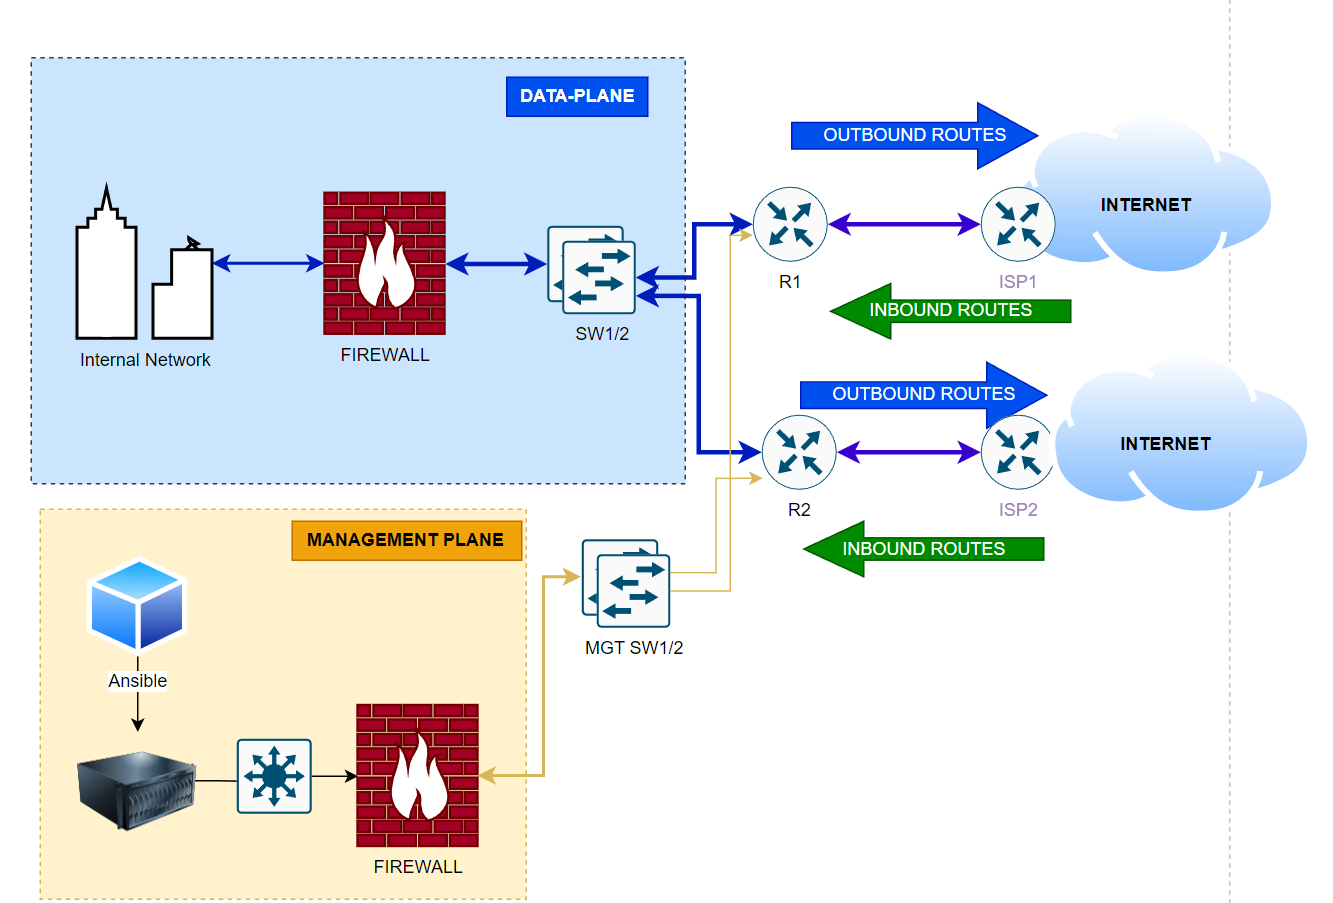 DATA-PLANE
OUTBOUND ROUTES
INTERNET
R1
ISP1
INBOUND ROUTES
SW1/2
FIREWALL
Internal Network
OUTBOUND ROUTES
INTERNET
R2
ISP2
INBOUND ROUTES
MANAGEMENT PLANE
MGT SW1/2
Ansible
FIREWALL